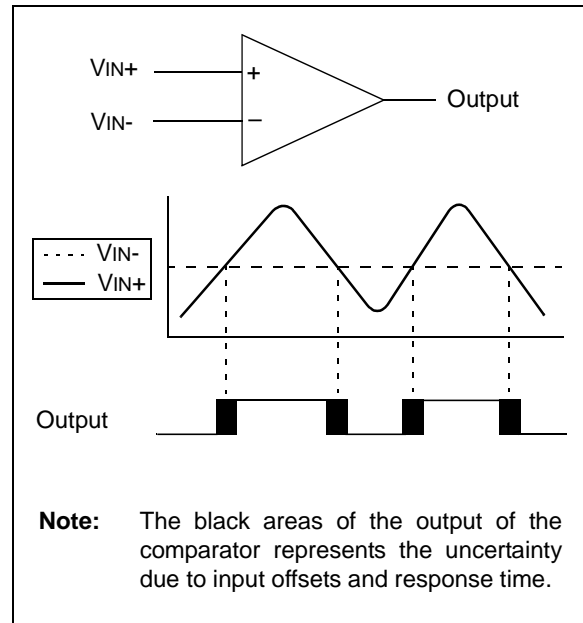 VIN+
+
Output
VIN-
–
VIN-
VIN+
Output
Note: The black areas of the output of the
comparator represents the uncertainty
due to input offsets and response time.